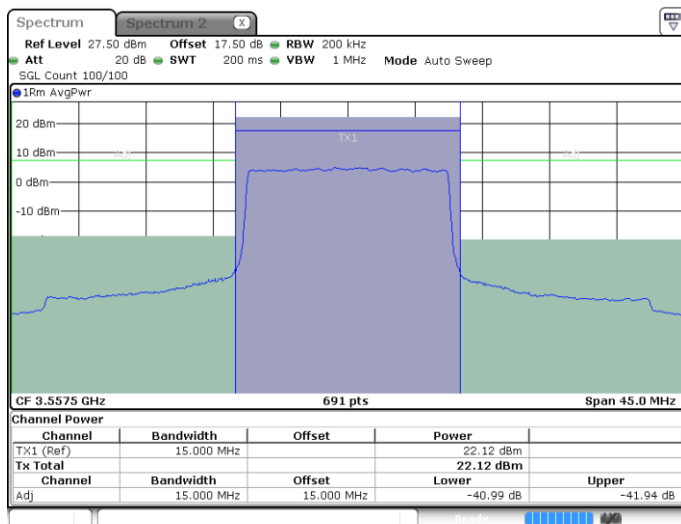 Spectrum Spectrum 2 X
Ref Level 27.50 dBm Offset 17.50 dB RBW 200 kHz
Att 20 dB SWT 200 ms VBW 1 MHz Mode Auto Sweep
SGL Count 100/100
1Rm AvgPwr
20 dBm
TX1
10 dBm
Adj Adj
0 dBm
-10 dBm
CF 3.5575 GHz 691 pts Span 45.0 MHz
Channel Power
Channel Bandwidth Offset Power
TX1 (Ref) 15.000 MHz 22.12 dBm
Tx Total 22.12 dBm
Channel Bandwidth Offset Lower Upper
Adj 15.000 MHz 15.000 MHz -40.99 dB -41.94 dB
Ready